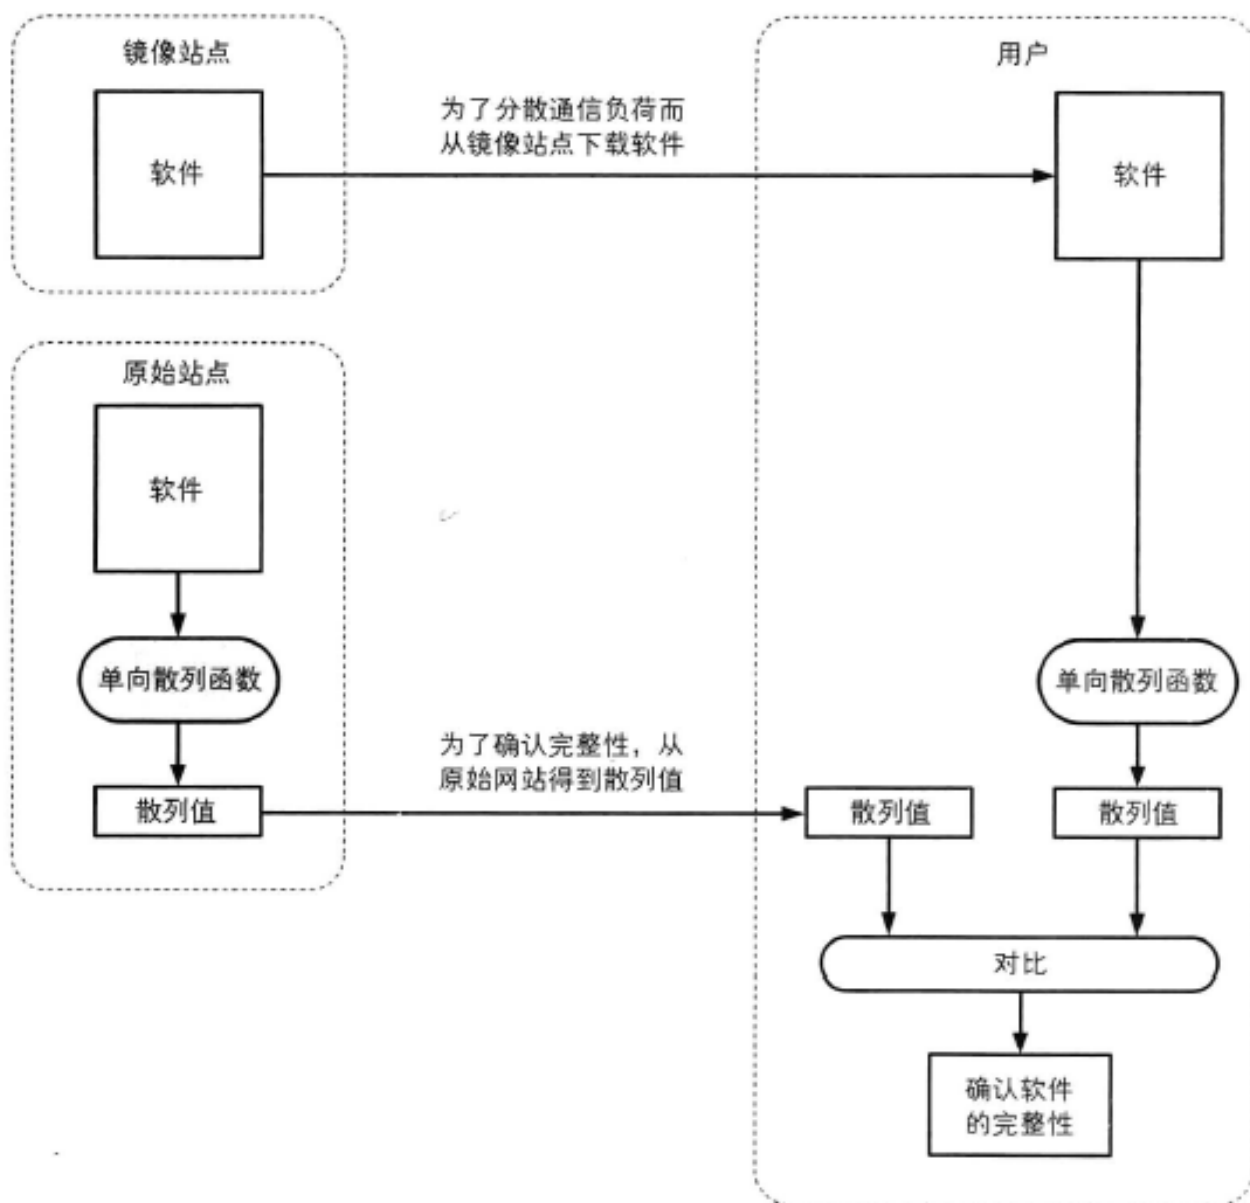 镜像站点
软件
为了分散通信负荷而
从镜像站点下载软件
用户
软件
原始站点
软件
单向散列函数
散列值
为了确认完整性，从
原始网站得到散列值
单向散列函数
散列值
散列值
对比
确认软件
的完整性